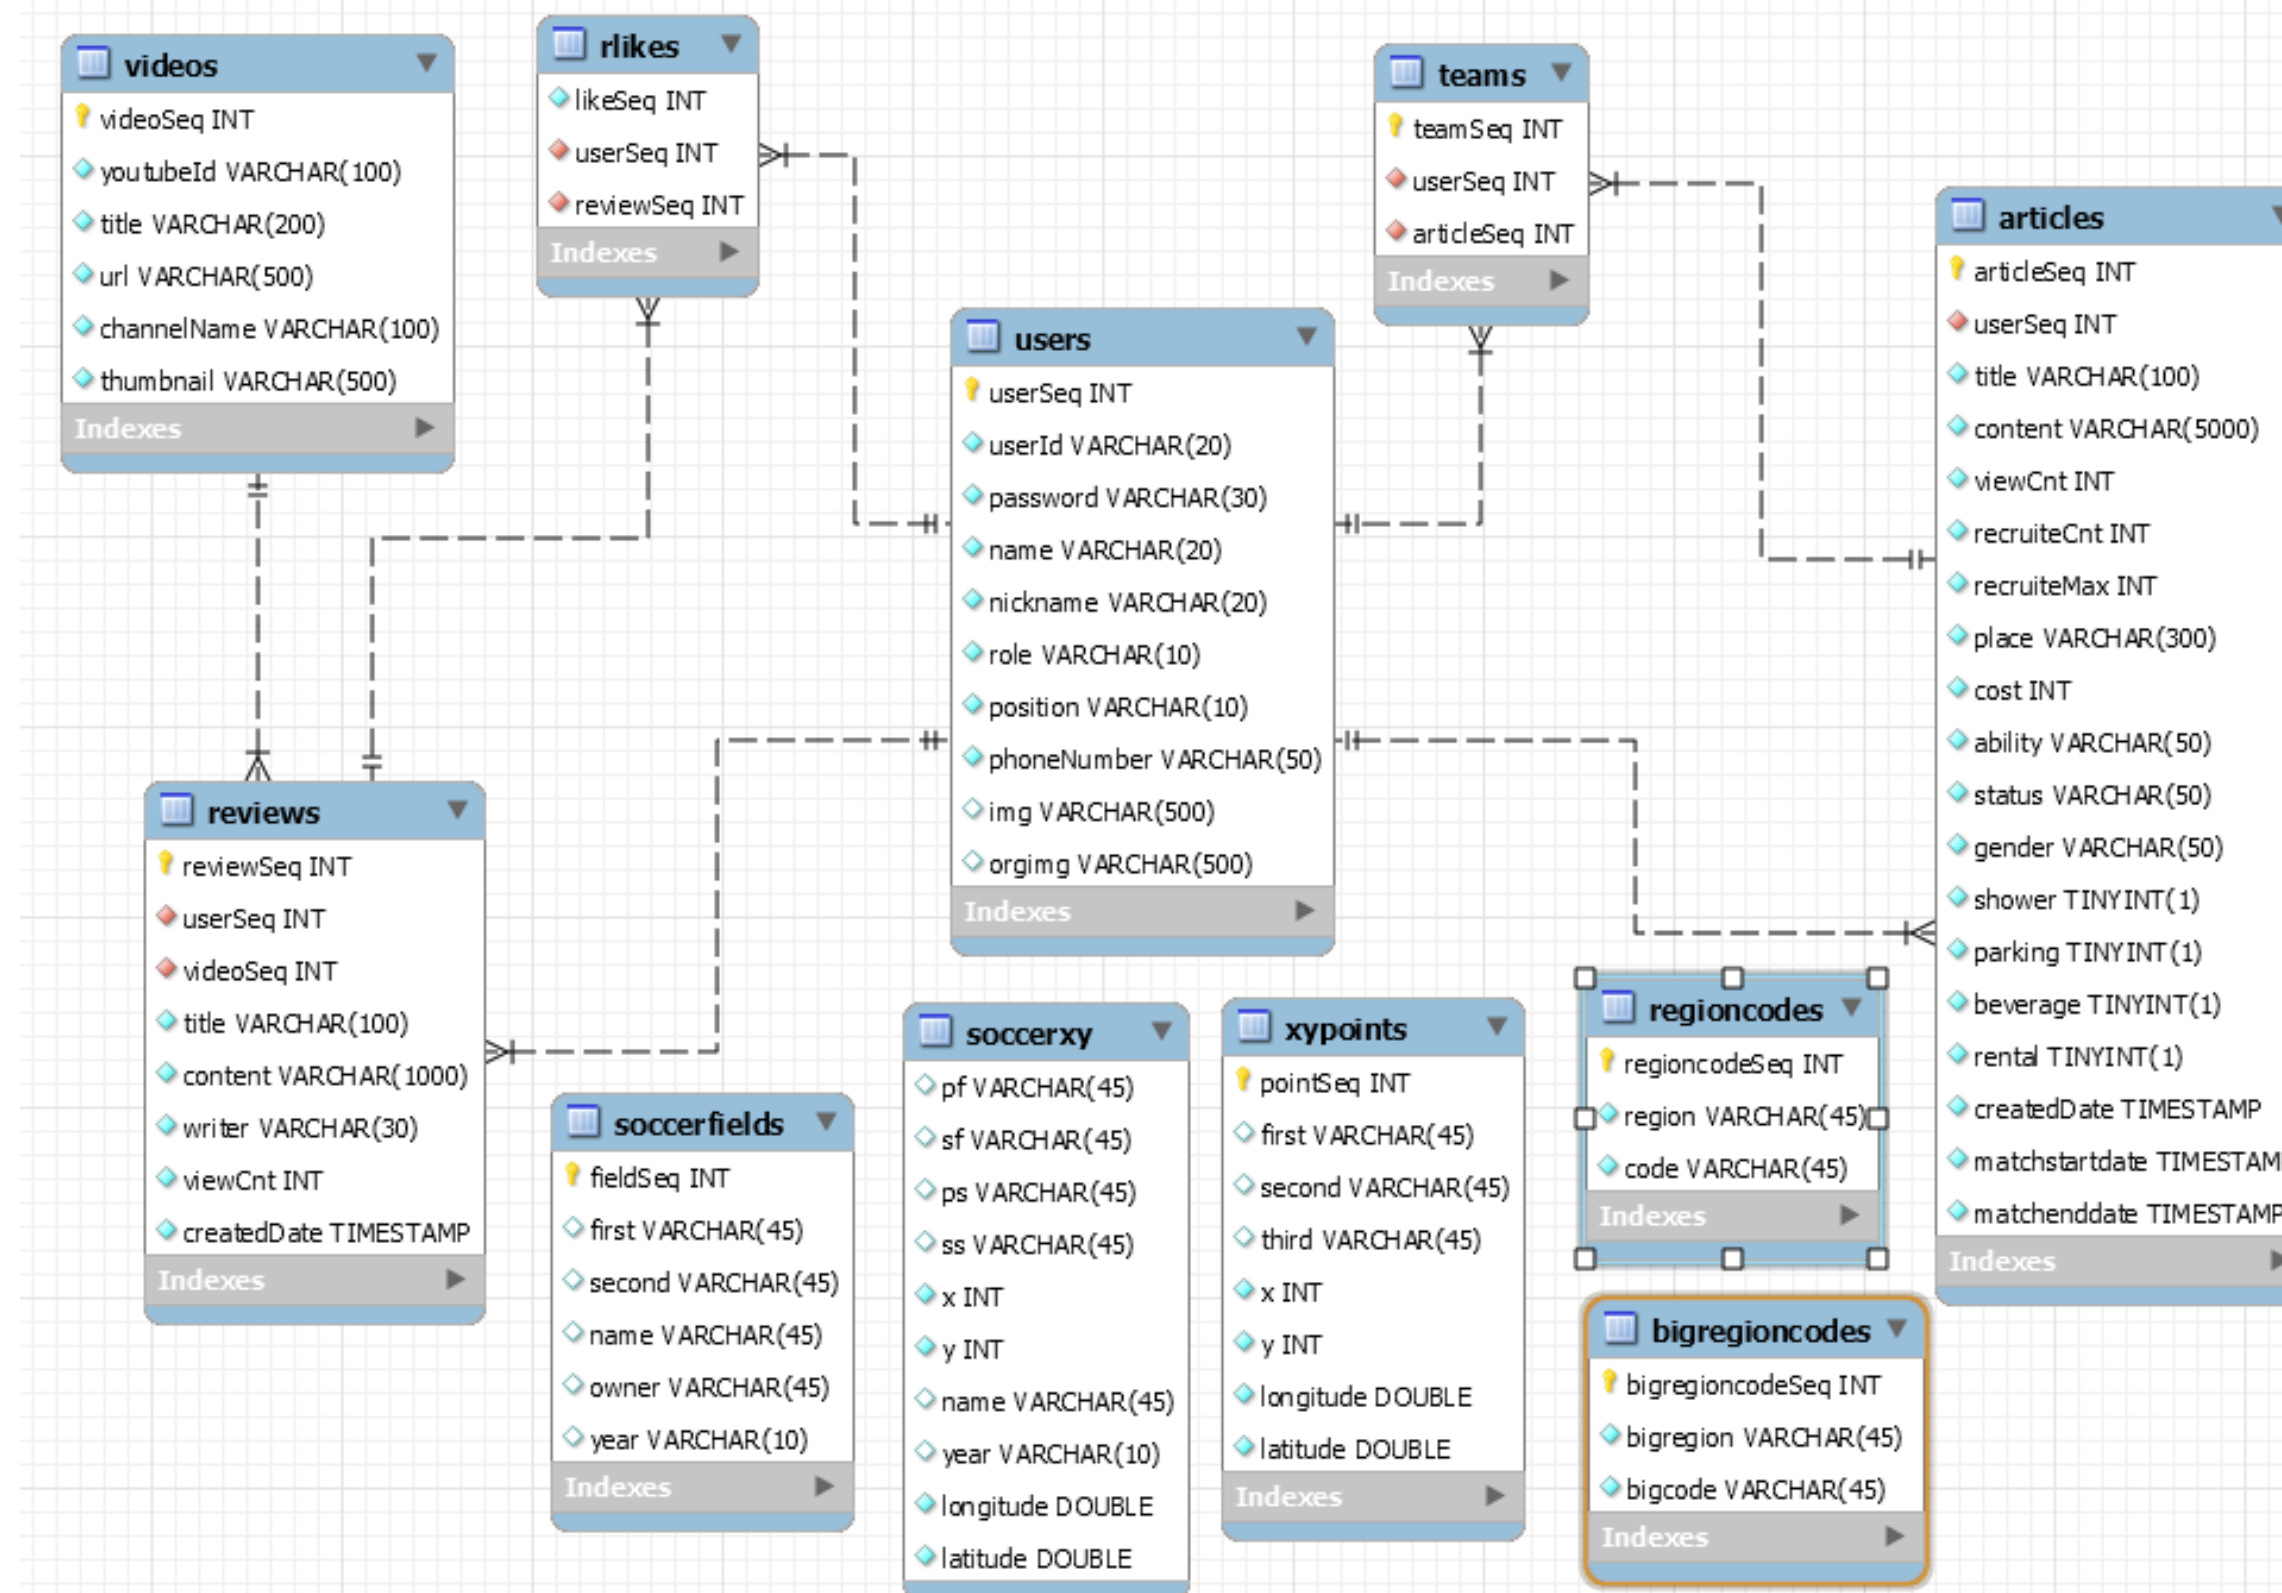 videos
videoSeq INT
youtubeId VARCHAR(100)
title VARCHAR(200)
url VARCHAR(500)
channelName VARCHAR(100)
thumbnail VARCHAR(500)
Indexes
rlikes
likeSeq INT
userSeq INT
reviewSeq INT
Indexes
teams
teamSeq INT
userSeq INT
articleSeq INT
Indexes
articles
articleSeq INT
userSeq INT
title VARCHAR(100)
content VARCHAR(5000)
viewCnt INT
recruiteCnt INT
recruiteMax INT
place VARCHAR(300)
cost INT
ability VARCHAR(50)
status VARCHAR(50)
gender VARCHAR(50)
shower TINYINT(1)
parking TINYINT(1)
beverage TINYINT(1)
rental TINYINT(1)
createdDate TIMESTAMP
matchstartdate TIMESTAM
matchenddate TIMESTAMP
Indexes
users
userSeq INT
userId VARCHAR(20)
password VARCHAR(30)
name VARCHAR(20)
nickname VARCHAR(20)
role VARCHAR(10)
position VARCHAR(10)
phoneNumber VARCHAR(50)
img VARCHAR(500)
orgimg VARCHAR(500)
Indexes
reviews
reviewSeq INT
userSeq INT
videoSeq INT
title VARCHAR(100)
content VARCHAR(1000)
writer VARCHAR(30)
viewCnt INT
createdDate TIMESTAMP
Indexes
soccerfields
fieldSeq INT
first VARCHAR(45)
second VARCHAR(45)
name VARCHAR(45)
owner VARCHAR(45)
year VARCHAR(10)
Indexes
soccerxy
pf VARCHAR(45)
sf VARCHAR(45)
ps VARCHAR(45)
ss VARCHAR(45)
x INT
y INT
name VARCHAR(45)
year VARCHAR(10)
longitude DOUBLE
latitude DOUBLE
xypoints
pointSeq INT
first VARCHAR(45)
second VARCHAR(45)
third VARCHAR(45)
x INT
y INT
longitude DOUBLE
latitude DOUBLE
Indexes
regioncodes
regioncodeSeq INT
region VARCHAR(45)
code VARCHAR(45)
Indexes
bigregioncodes
bigregioncodeSeq INT
bigregion VARCHAR(45)
bigcode VARCHAR(45)
Indexes